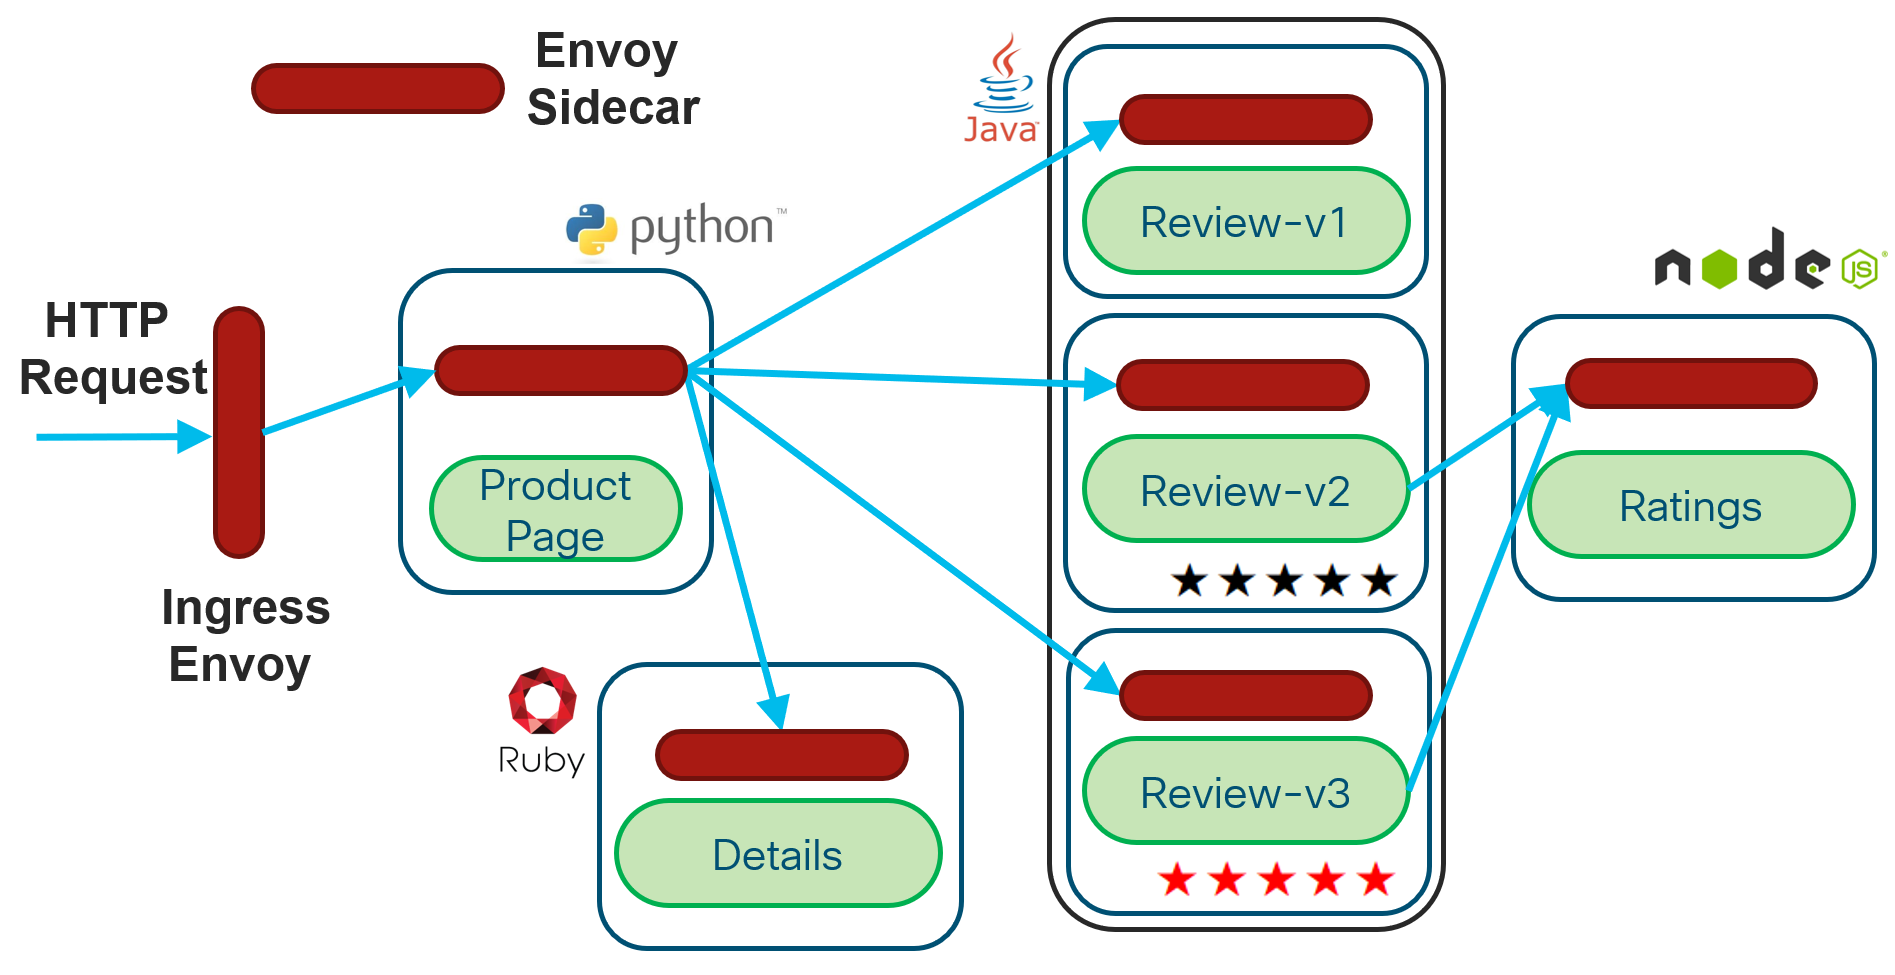 Envoy
Sidecar
Java™
python™
HTTP
Request
Ingress
Envoy
Product
Page
Review-v1
Review-v2
Review-v3
node
JS®
Ratings
Ruby
Details